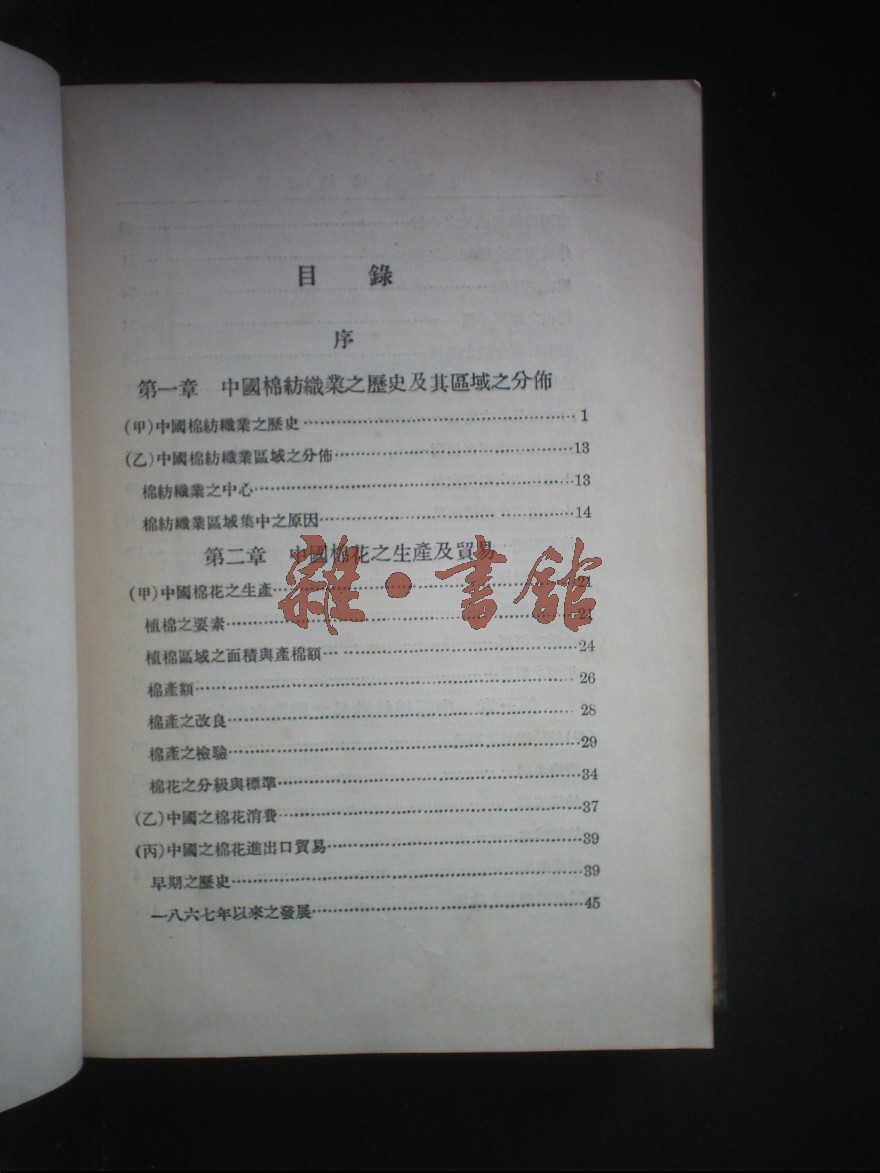 目 錄
序
第一章 中國棉紡織業之歷史及其區域之分佈
(甲)中國棉紡織業之歷史…………1
(乙)中國棉紡織業區域之分佈…………13
棉紡織業之中心…………13
棉紡織業區域集中之原因…………14
第二章 中國棉花之生產及貿易
(甲)中國棉花之生產…………21
植棉之要素…………21
植棉區域之面積與產棉額…………24
棉產額…………26
棉產之改良…………28
棉產之檢驗…………29
棉花之分級與標準…………34
(乙)中國之棉花消費…………37
(丙)中國之棉花進出口貿易…………39
早期之歷史…………39
一八六七年以來之發展…………45
雜·書館